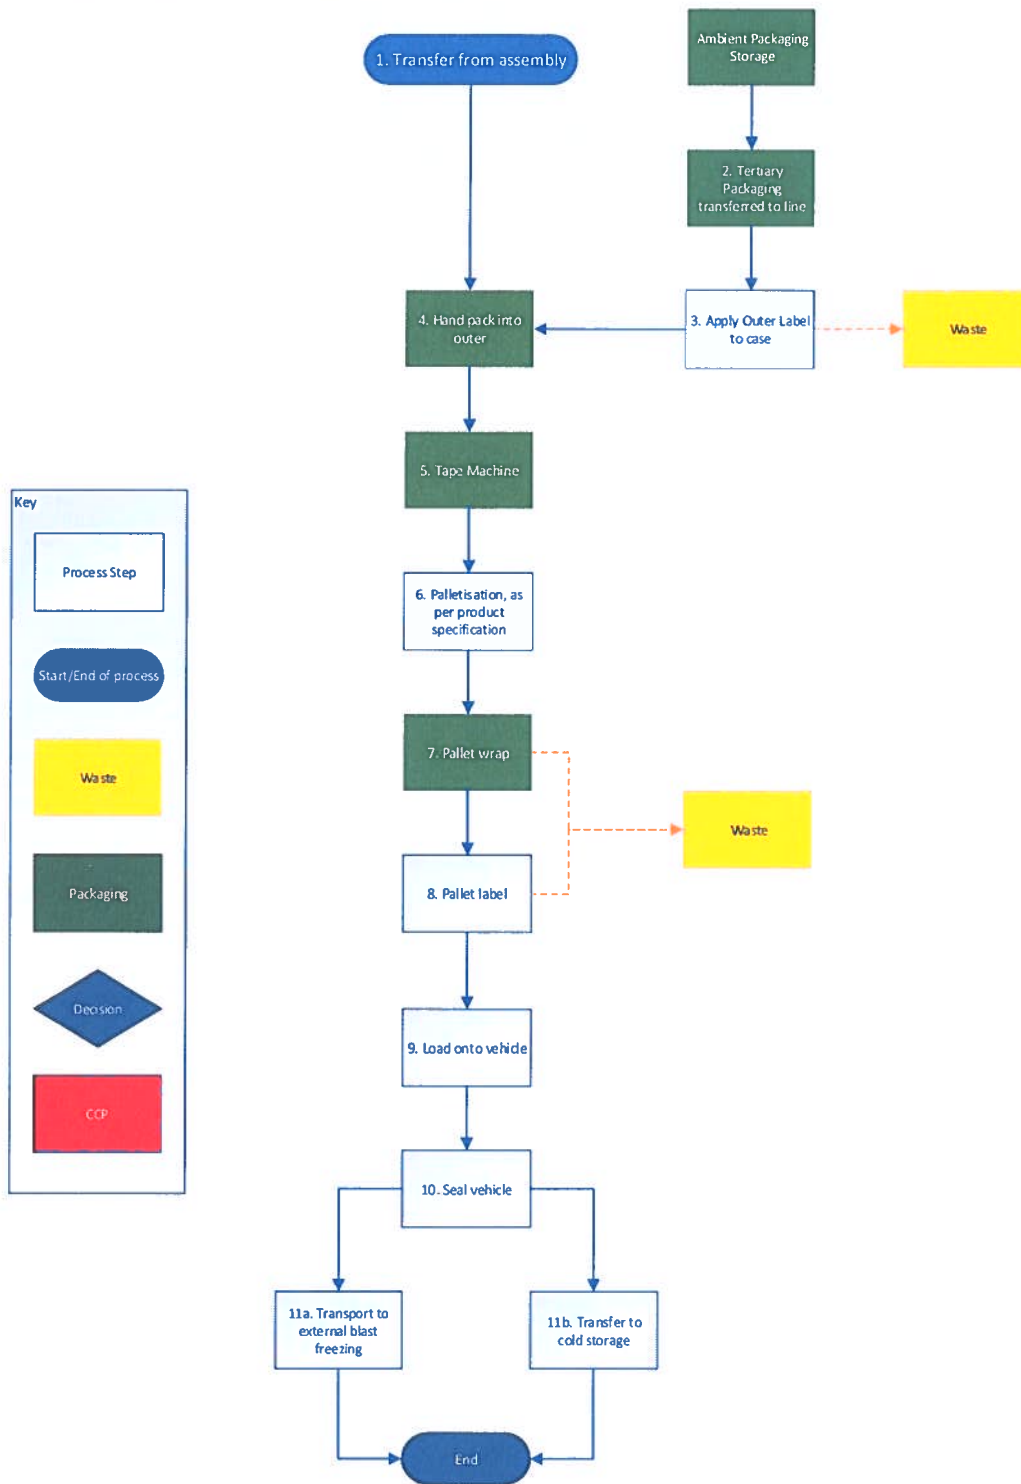 1. Transfer from assembly
Ambient Packaging
Storage
2. Tertiary
Packaging
transferred to line
4. Hand pack into
outer
3. Apply Outer Label
to case
Waste
5. Tape Machine
Key
Process Step
6. Palletisation, as
per product
specification
Start/End of process
7. Pallet wrap
Waste
Waste
Packaging
8. Pallet label
Decision
9. Load onto vehicle
CCP
10. Seal vehicle
11a. Transport to
external blast
freezing
11b. Transfer to
cold storage
End